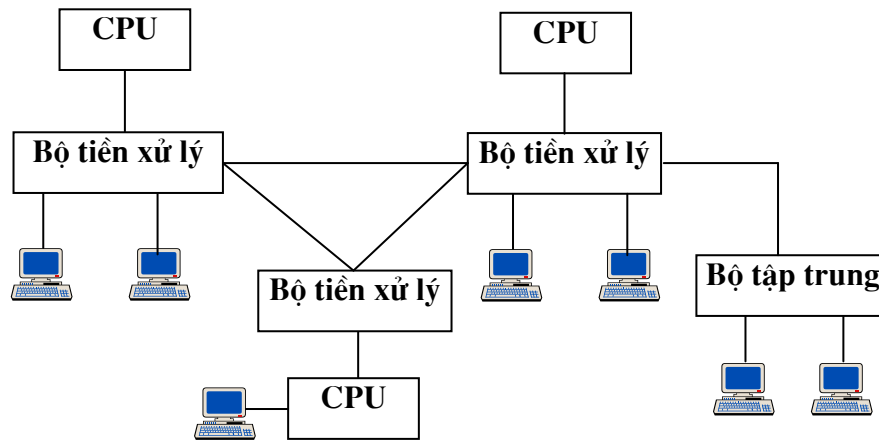 CPU
CPU
Bộ tiền xử lý
Bộ tiền xử lý
Bộ tập trung
Bộ tiền xử lý
CPU